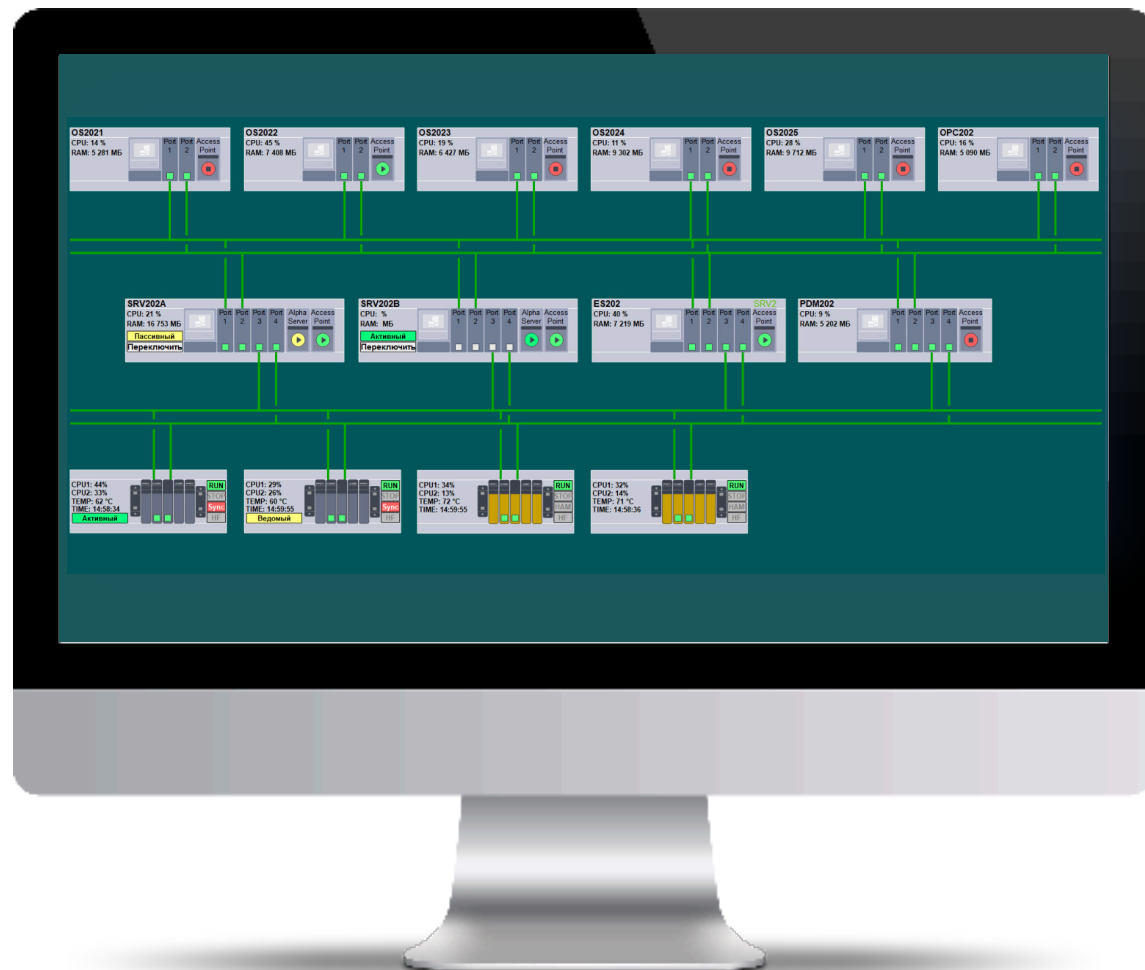 OS2021
CPU: 14 %
RAM: 5 281 МБ
Port 1
Port 2
Access Point
OS2022
CPU: 45 %
RAM: 7 408 МБ
Port 1
Port 2
Access Point
OS2023
CPU: 19 %
RAM: 6 427 МБ
Port 1
Port 2
Access Point
OS2024
CPU: 11 %
RAM: 9 302 МБ
Port 1
Port 2
Access Point
OS2025
CPU: 28 %
RAM: 9 712 МБ
Port 1
Port 2
Access Point
OPC202
CPU: 16 %
RAM: 5 090 МБ
Port 1
Port 2
Access Point
SRV202A
CPU: 21 %
RAM: 16 753 МБ
Пассивный
Переключить
Port 1
Port 2
Port 3
Port 4
Alpha Server
Access Point
SRV202B
CPU: %
RAM: МБ
Активный
Переключить
Port 1
Port 2
Port 3
Port 4
Alpha Server
Access Point
ES202
SRV2
CPU: 40 %
RAM: 7 219 МБ
Port 1
Port 2
Port 3
Port 4
Access Point
PDM202
CPU: 9 %
RAM: 5 202 МБ
Port 1
Port 2
Port 3
Port 4
Access Point
CPU1: 44%
CPU2: 33%
TEMP: 62 °C
TIME: 14:58:34
Активный
RUN
STOP
Sync
HF
CPU1: 29%
CPU2: 26%
TEMP: 60 °C
TIME: 14:59:55
Ведомый
RUN
STOP
Sync
HF
CPU1: 34%
CPU2: 13%
TEMP: 72 °C
TIME: 14:59:55
RUN
STOP
HAM
HF
CPU1: 32%
CPU2: 14%
TEMP: 71 °C
TIME: 14:58:36
RUN
STOP
HAM
HF